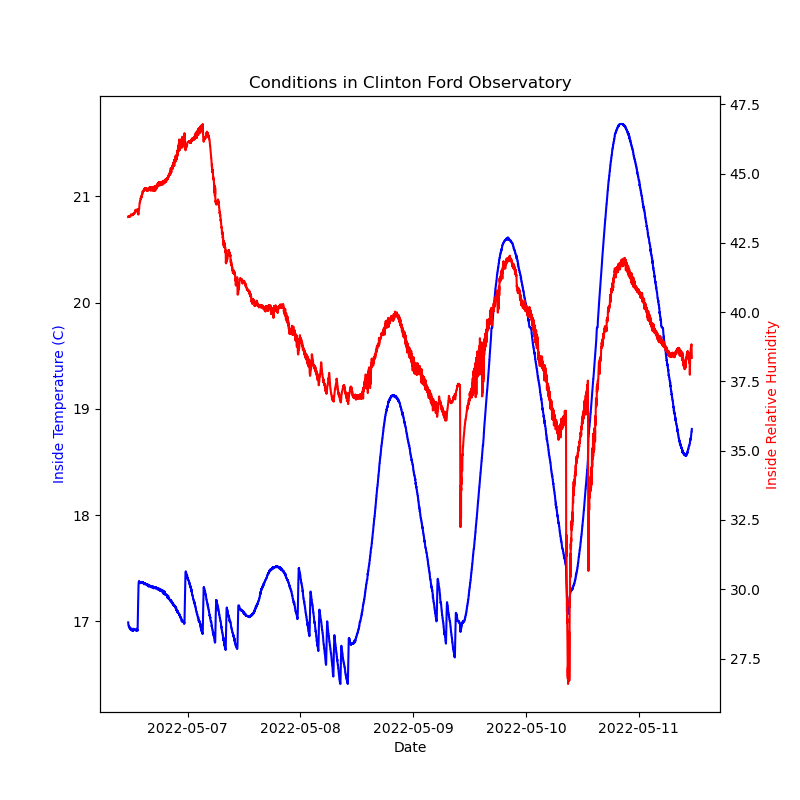 Conditions in Clinton Ford Observatory
21
20
19
18
17
Inside Temperature (C)
47.5
45.0
42.5
40.0
37.5
35.0
32.5
30.0
27.5
Inside Relative Humidity
2022-05-07 2022-05-08 2022-05-09 2022-05-10 2022-05-11
Date